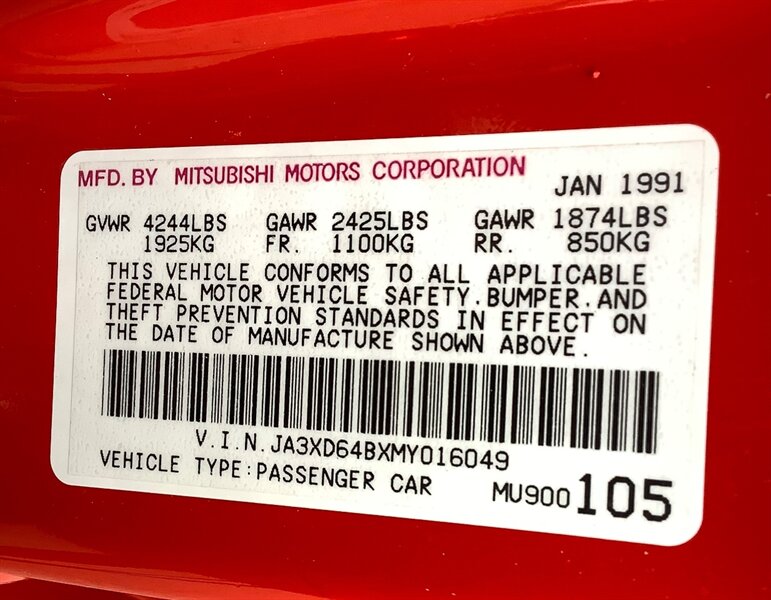 MFD. BY MITSUBISHI MOTORS CORPORATION
JAN 1991
GVWR 4244LBS GAWR 2425LBS GAWR 1874LBS
1925KG FR. 1100KG RR. 850KG
THIS VEHICLE CONFORMS TO ALL APPLICABLE
FEDERAL MOTOR VEHICLE SAFETY.BUMPER.AND
THEFT PREVENTION STANDARDS IN EFFECT ON
THE DATE OF MANUFACTURE SHOWN ABOVE.
V.I.N.JA3XD64BXMY016049
VEHICLE TYPE:PASSENGER CAR
MU900105